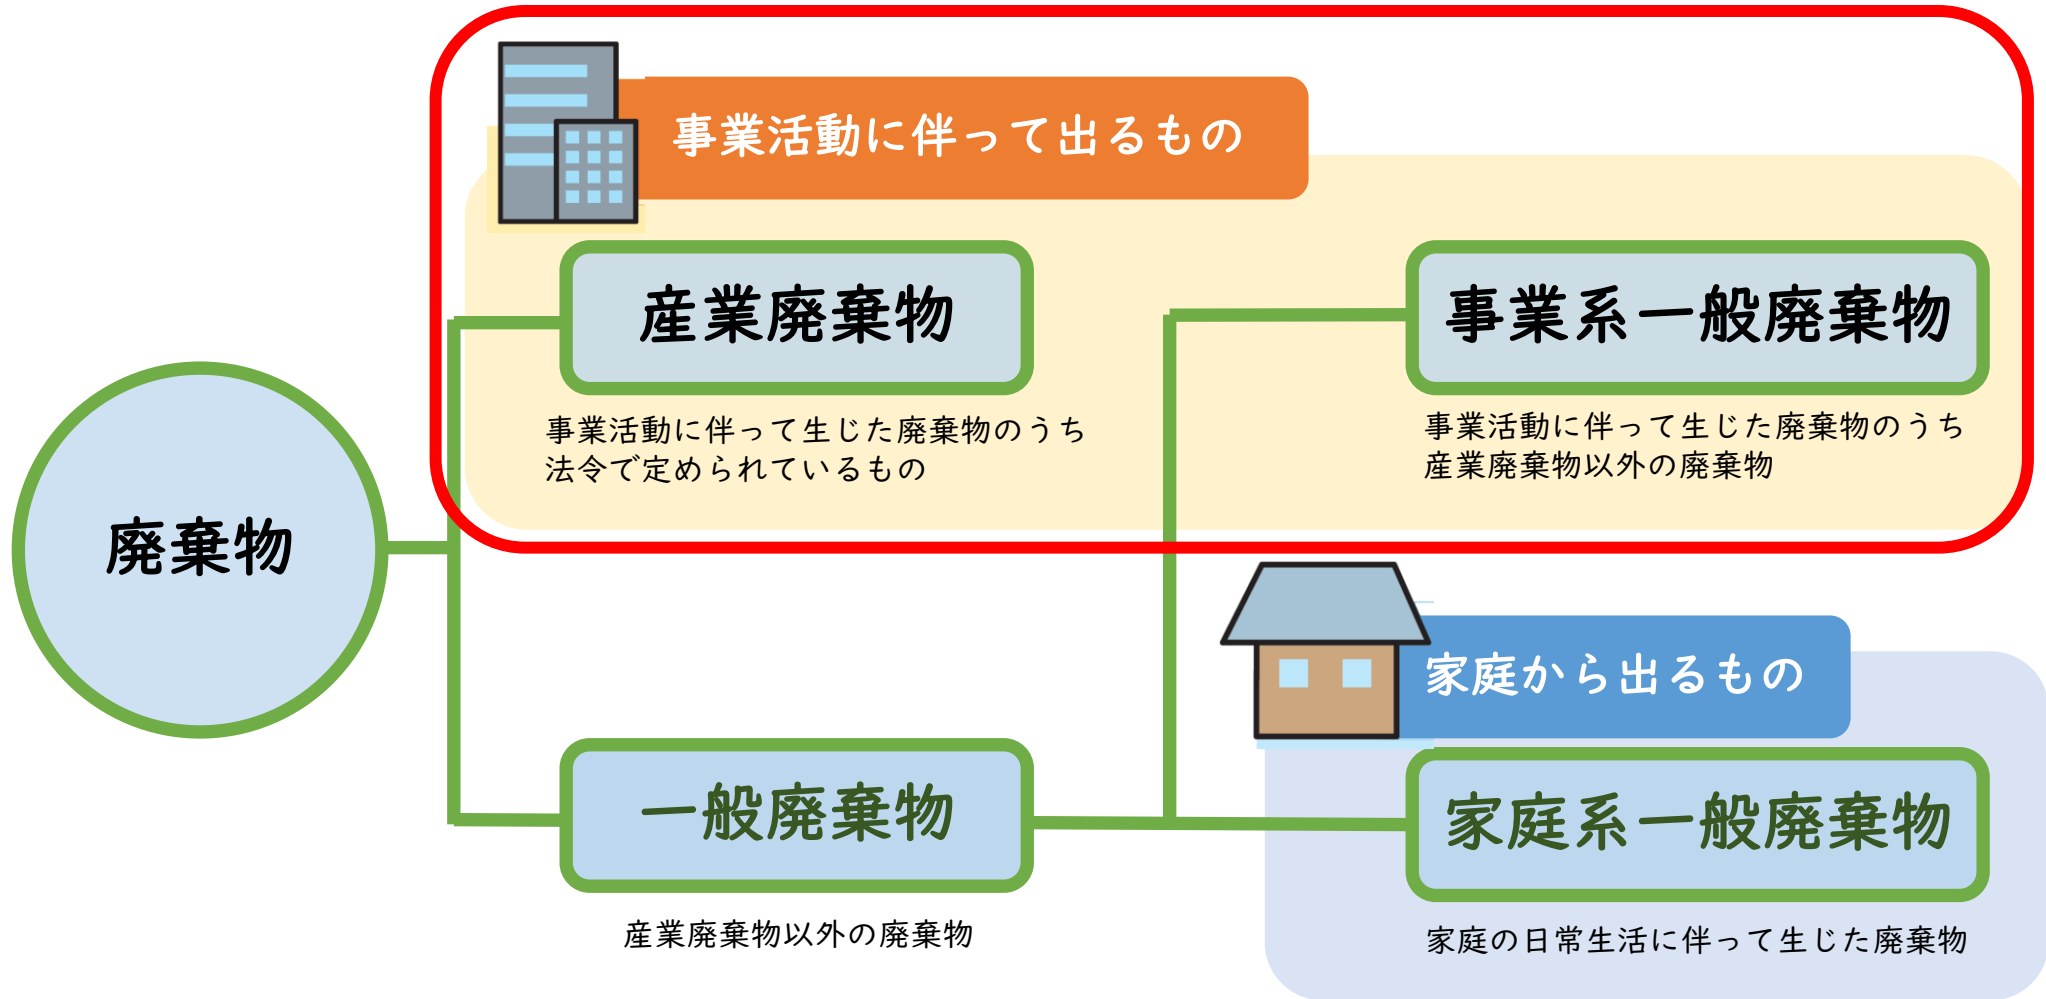 事業活動に伴って出るもの
産業廃棄物
事業系一般廃棄物
事業活動に伴って生じた廃棄物のうち
法令で定められているもの
事業活動に伴って生じた廃棄物のうち
産業廃棄物以外の廃棄物
廃棄物
家庭から出るもの
一般廃棄物
家庭系一般廃棄物
産業廃棄物以外の廃棄物
家庭の日常生活に伴って生じた廃棄物